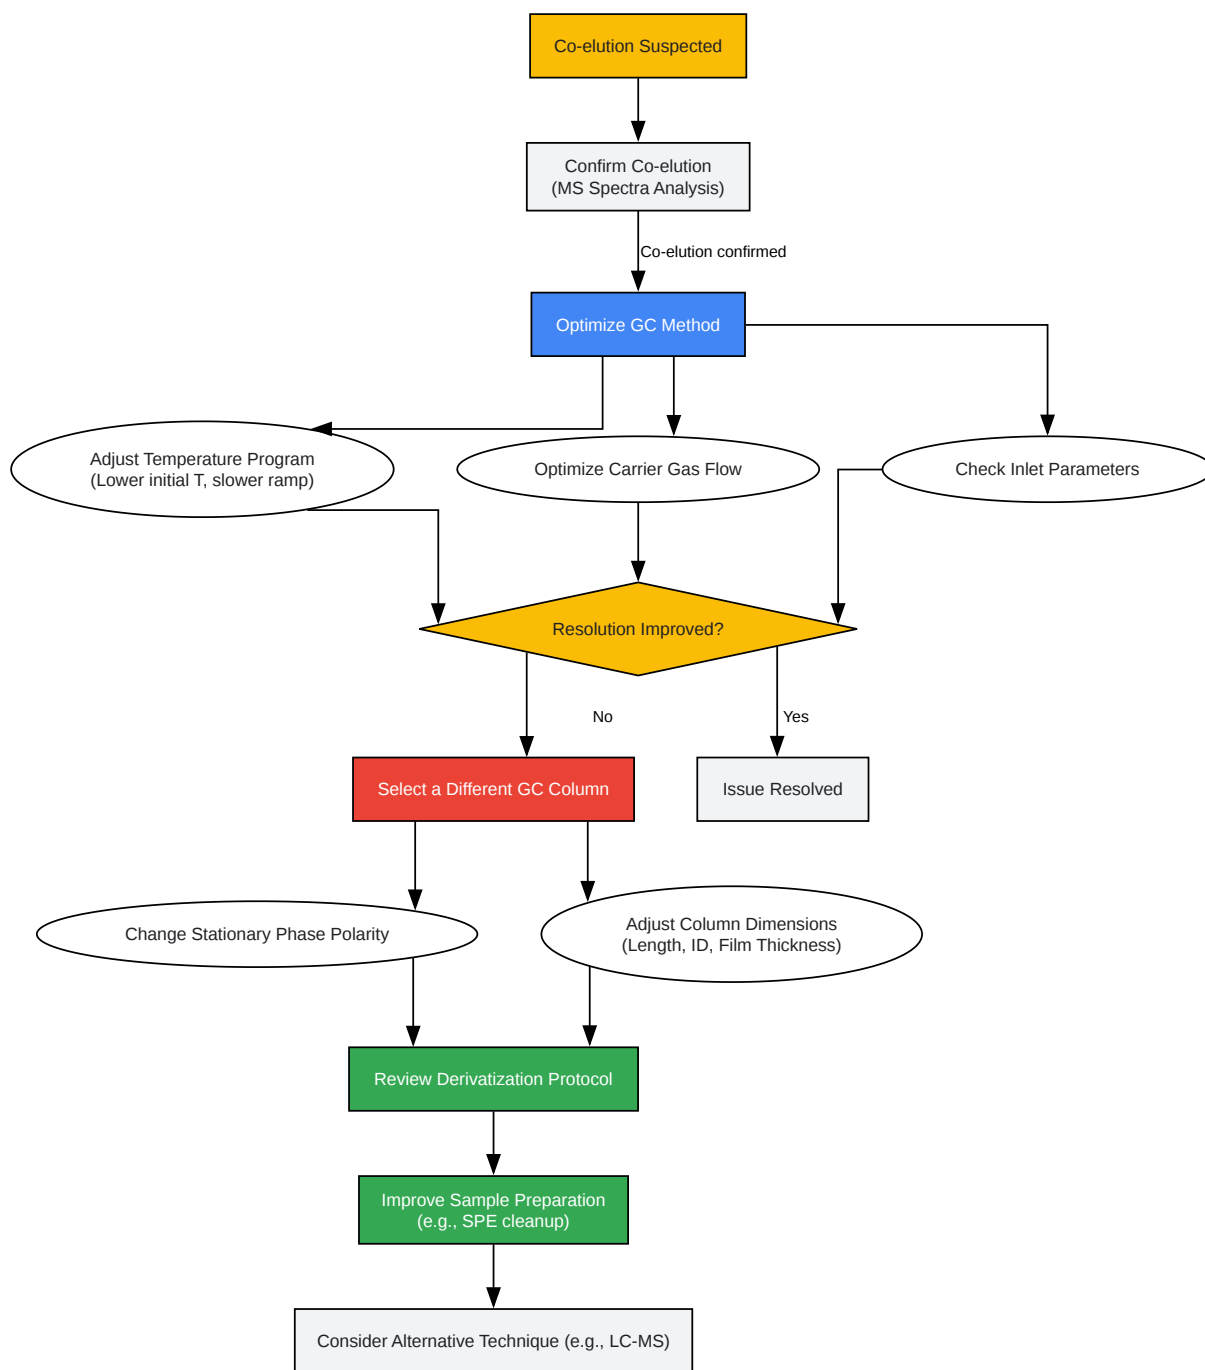 Co-elution Suspected
Confirm Co-elution
(MS Spectra Analysis)
Co-elution confirmed
Optimize GC Method
Adjust Temperature Program
(Lower initial T, slower ramp)
Optimize Carrier Gas Flow
Check Inlet Parameters
Resolution Improved?
No
Yes
Select a Different GC Column
Issue Resolved
Change Stationary Phase Polarity
Adjust Column Dimensions
(Length, ID, Film Thickness)
Review Derivatization Protocol
Improve Sample Preparation
(e.g., SPE cleanup)
Consider Alternative Technique (e.g., LC-MS)